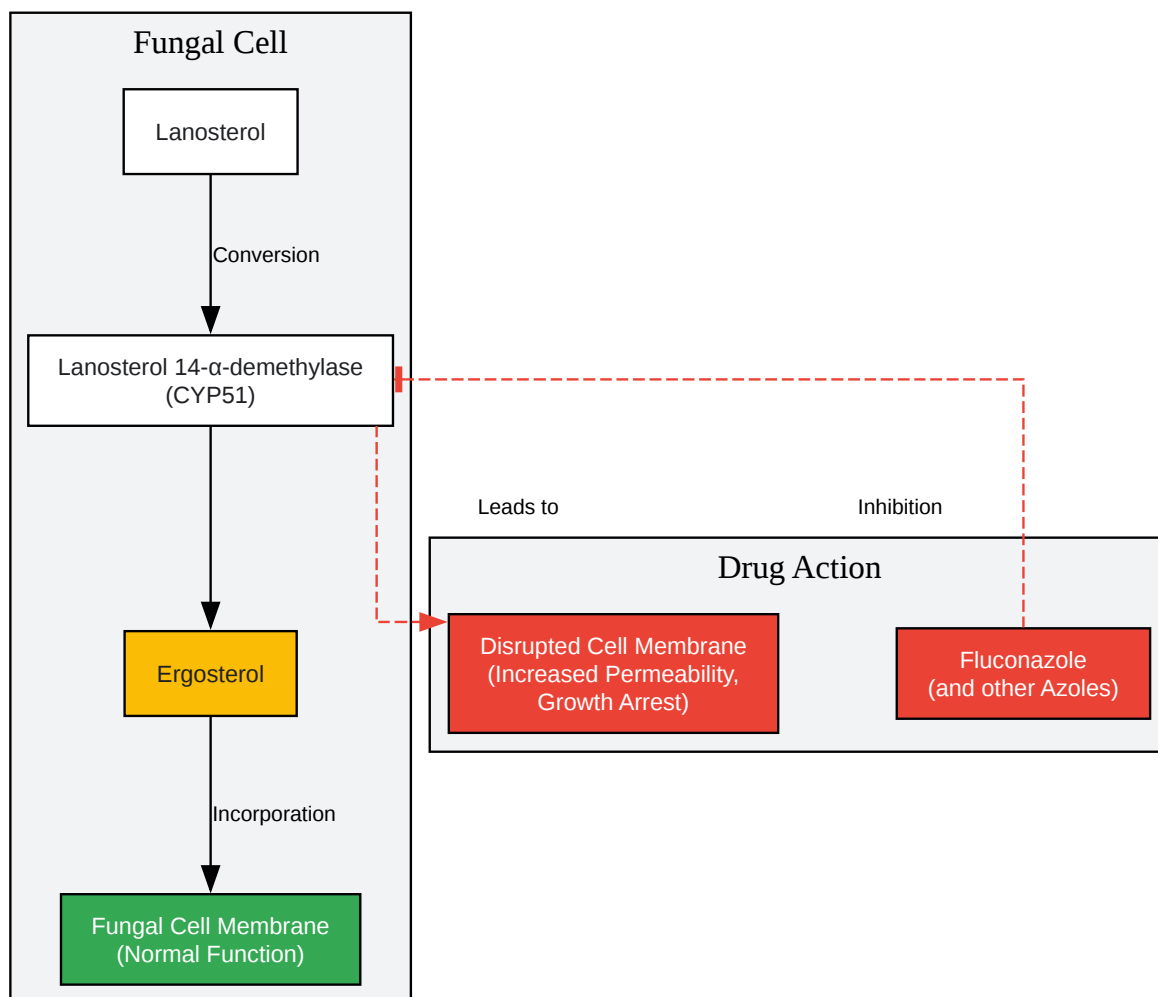 Fungal Cell
Lanosterol
Conversion
Lanosterol 14-α-demethylase
(CYP51)
Leads to
Inhibition
Drug Action
Disrupted Cell Membrane
(Increased Permeability,
Growth Arrest)
Fluconazole
(and other Azoles)
Ergosterol
Incorporation
Fungal Cell Membrane
(Normal Function)